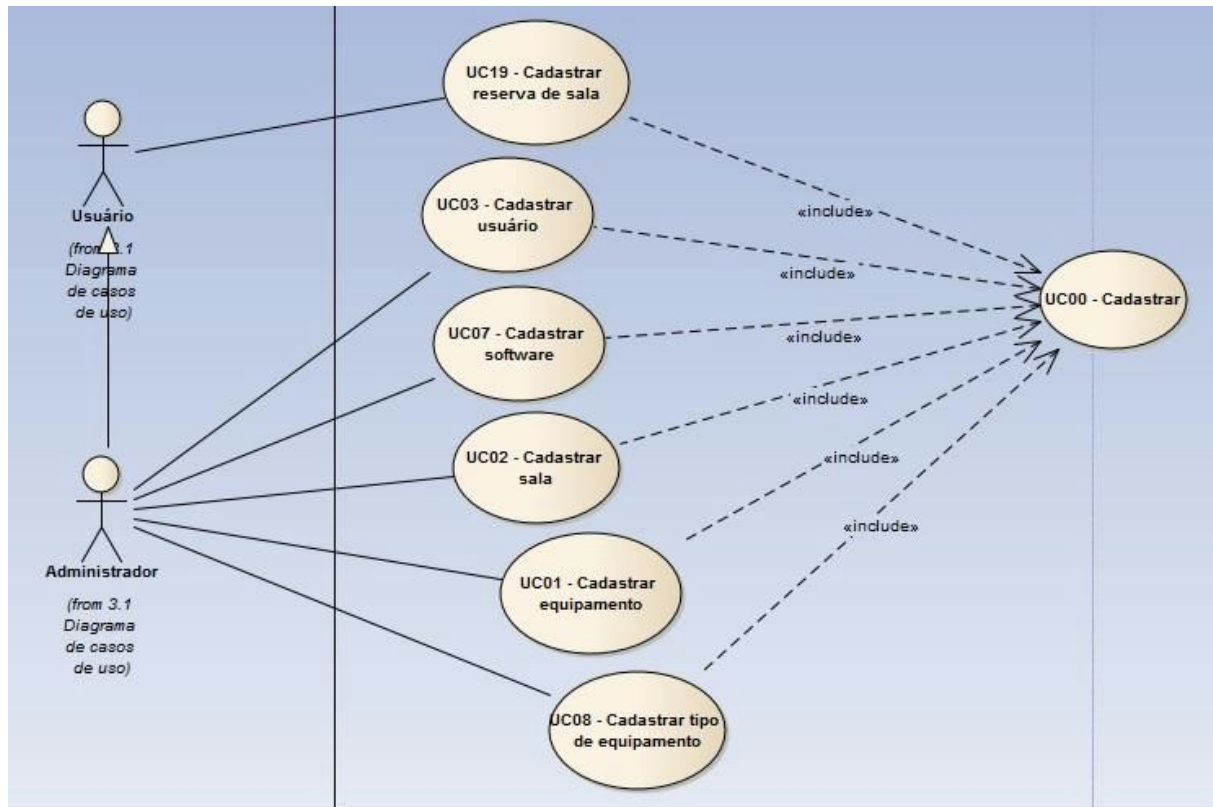 UC19 - Cadastrar
reserva de sala
Usuário
(from 3.1
Diagrama
de casos
de uso)
UC03 - Cadastrar
usuário
«include»
«include»
UC00 - Cadastrar
UC07 - Cadastrar
software
«include»
«include»
UC02 - Cadastrar
sala
«include»
«include»
Administrador
(from 3.1
Diagrama
de casos
de uso)
UC01 - Cadastrar
equipamento
UC08 - Cadastrar tipo
de equipamento